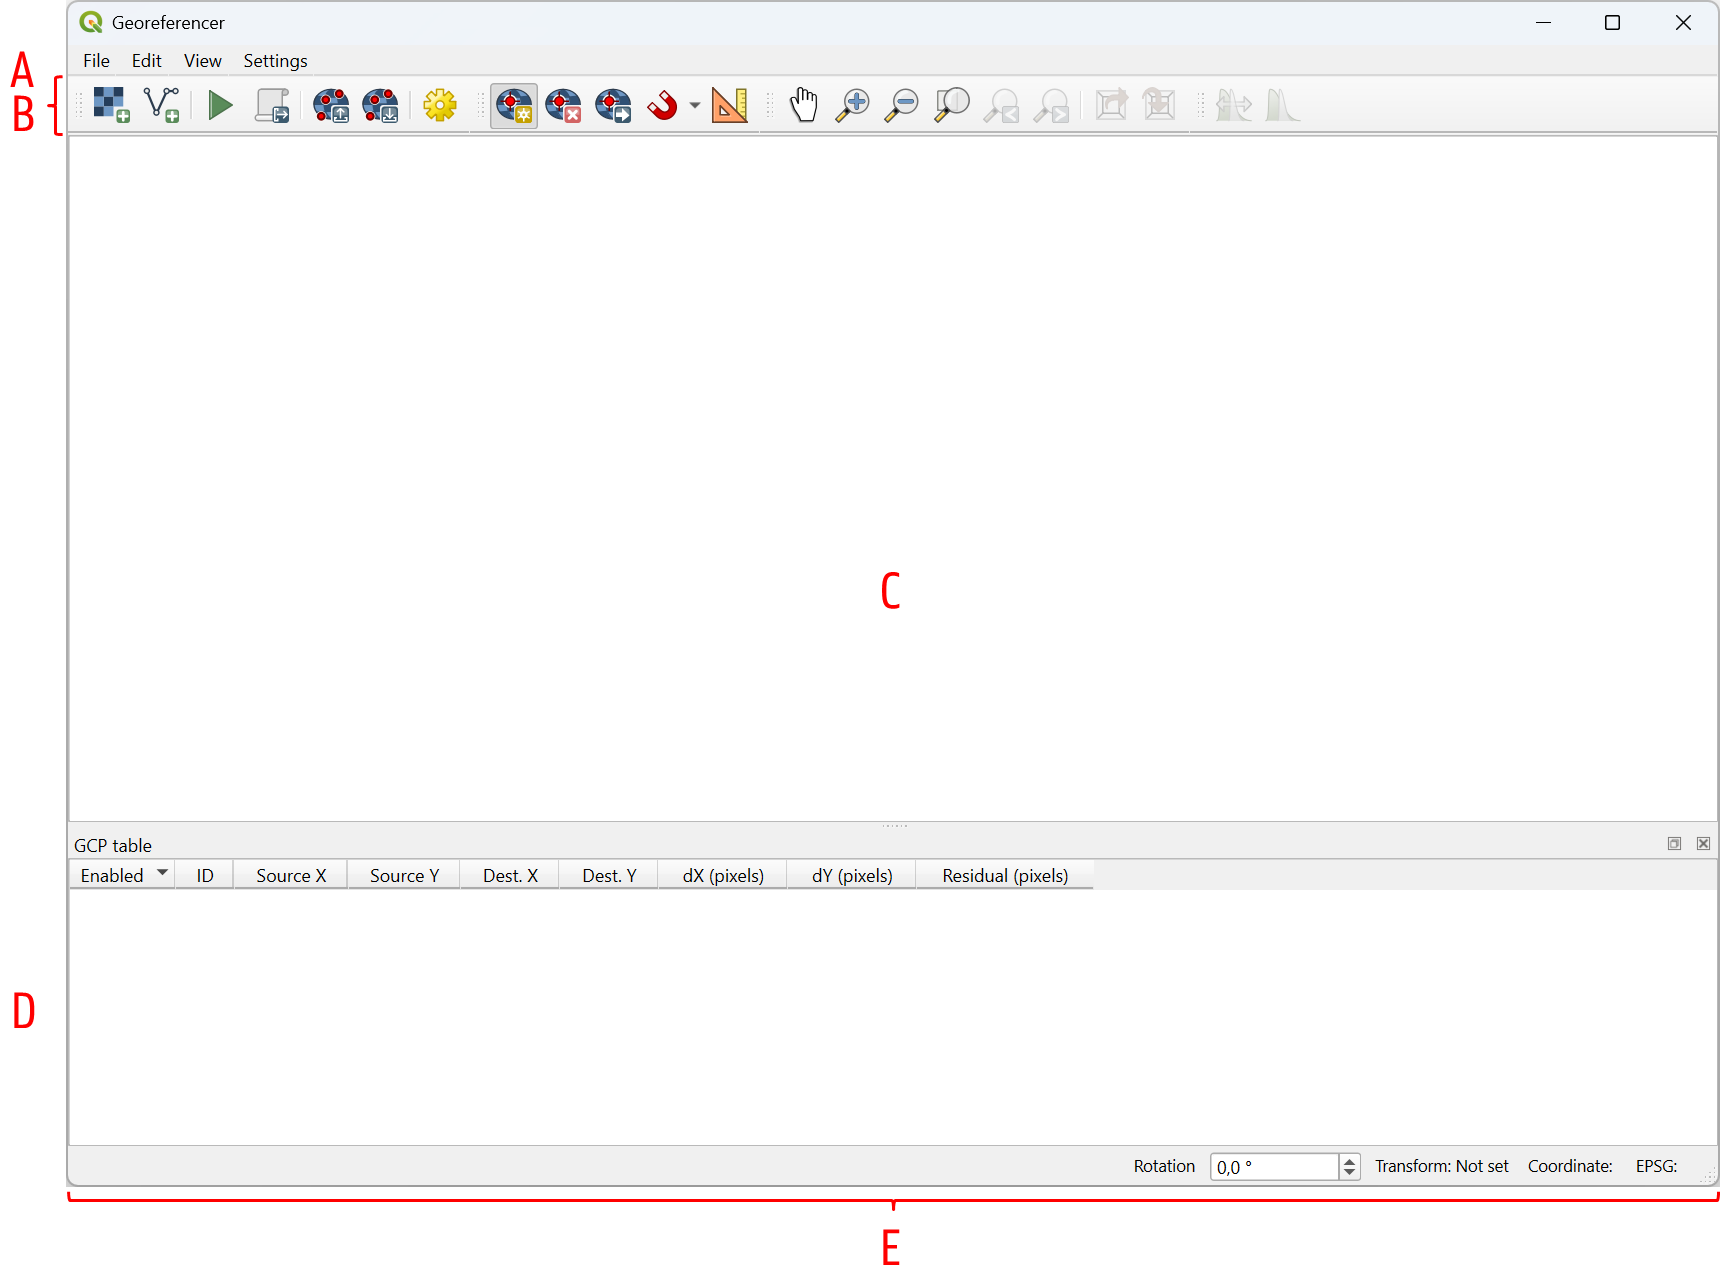 Georeferencer
A
File Edit View Settings
B
C
GCP table
Enabled ID Source X Source Y Dest. X Dest. Y dX (pixels) dY (pixels) Residual (pixels)
D
Rotation 0,0 ° Transform: Not set Coordinate: EPSG:
E